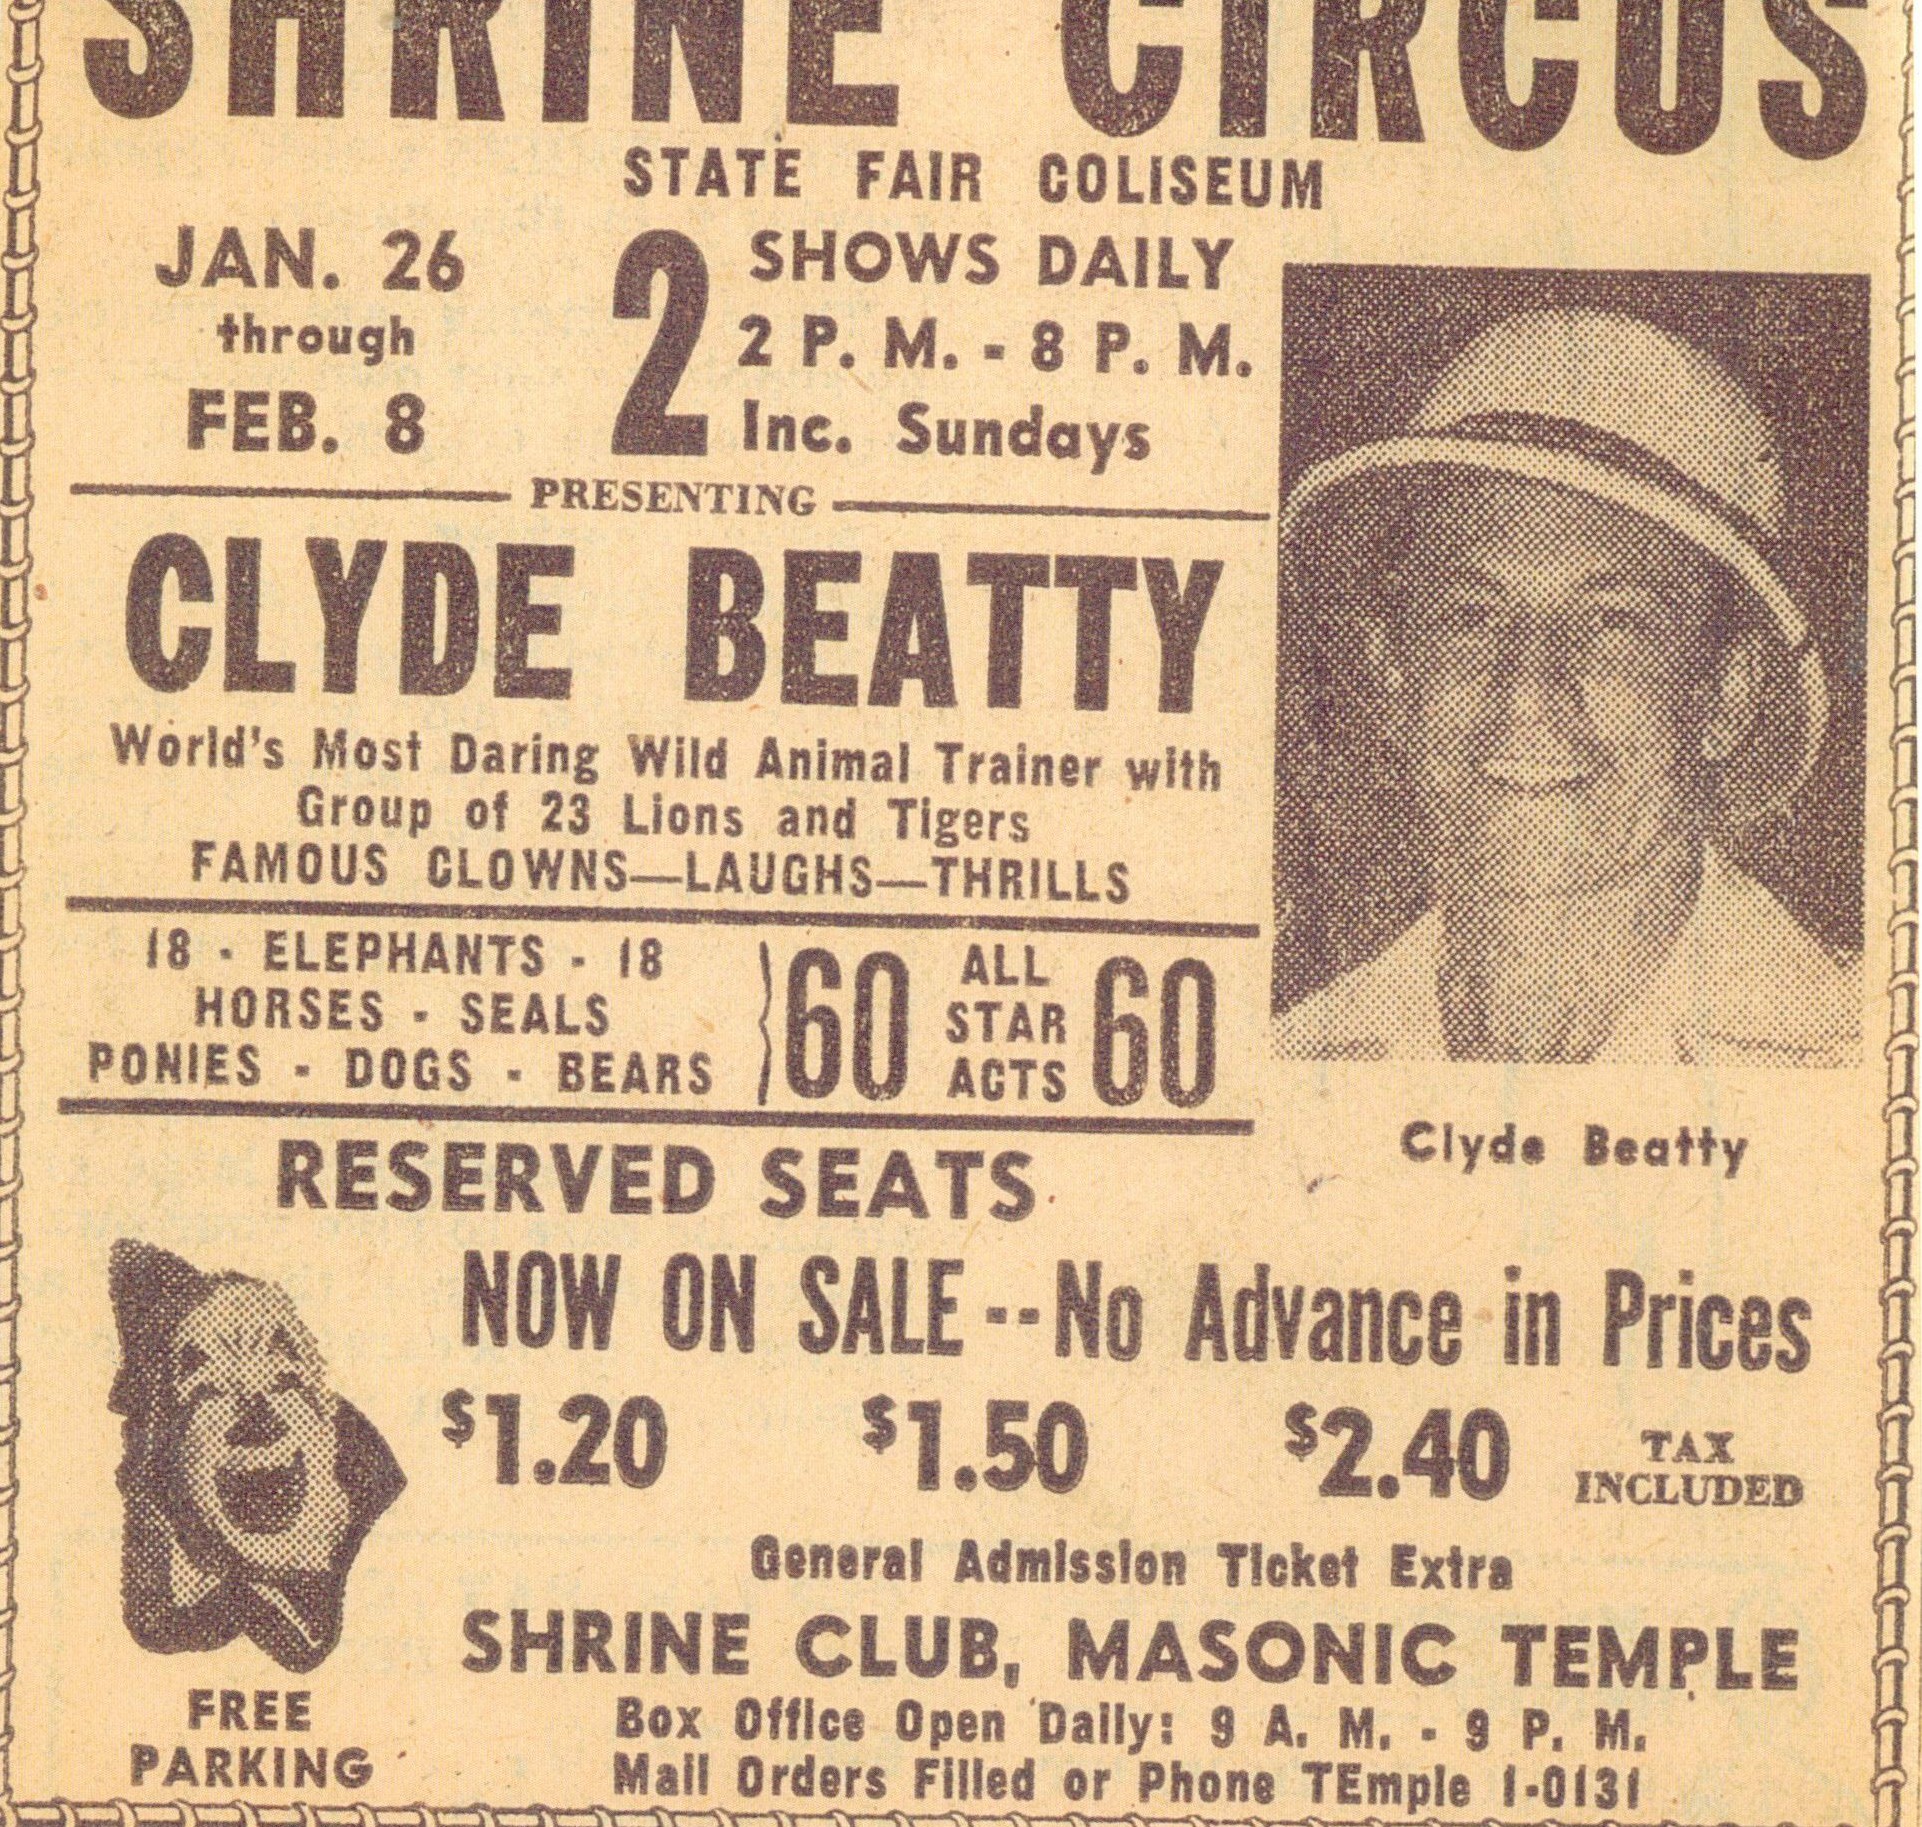 SHRINE CIRCUS
STATE FAIR COLISEUM
JAN. 26
through
FEB. 8
2 SHOWS DAILY
2 P. M. - 8 P. M.
Inc. Sundays
PRESENTING
CLYDE BEATTY
World's Most Daring Wild Animal Trainer with
Group of 23 Lions and Tigers
FAMOUS CLOWNS—LAUGHS—THRILLS
18 - ELEPHANTS - 18
HORSES - SEALS
PONIES - DOGS - BEARS
60 ALL STAR ACTS 60
Clyde Beatty
RESERVED SEATS
NOW ON SALE -- No Advance in Prices
$1.20 $1.50 $2.40 TAX INCLUDED
General Admission Ticket Extra
SHRINE CLUB, MASONIC TEMPLE
Box Office Open Daily: 9 A. M. - 9 P. M.
Mail Orders Filled or Phone TEmple 1-0131
FREE
PARKING